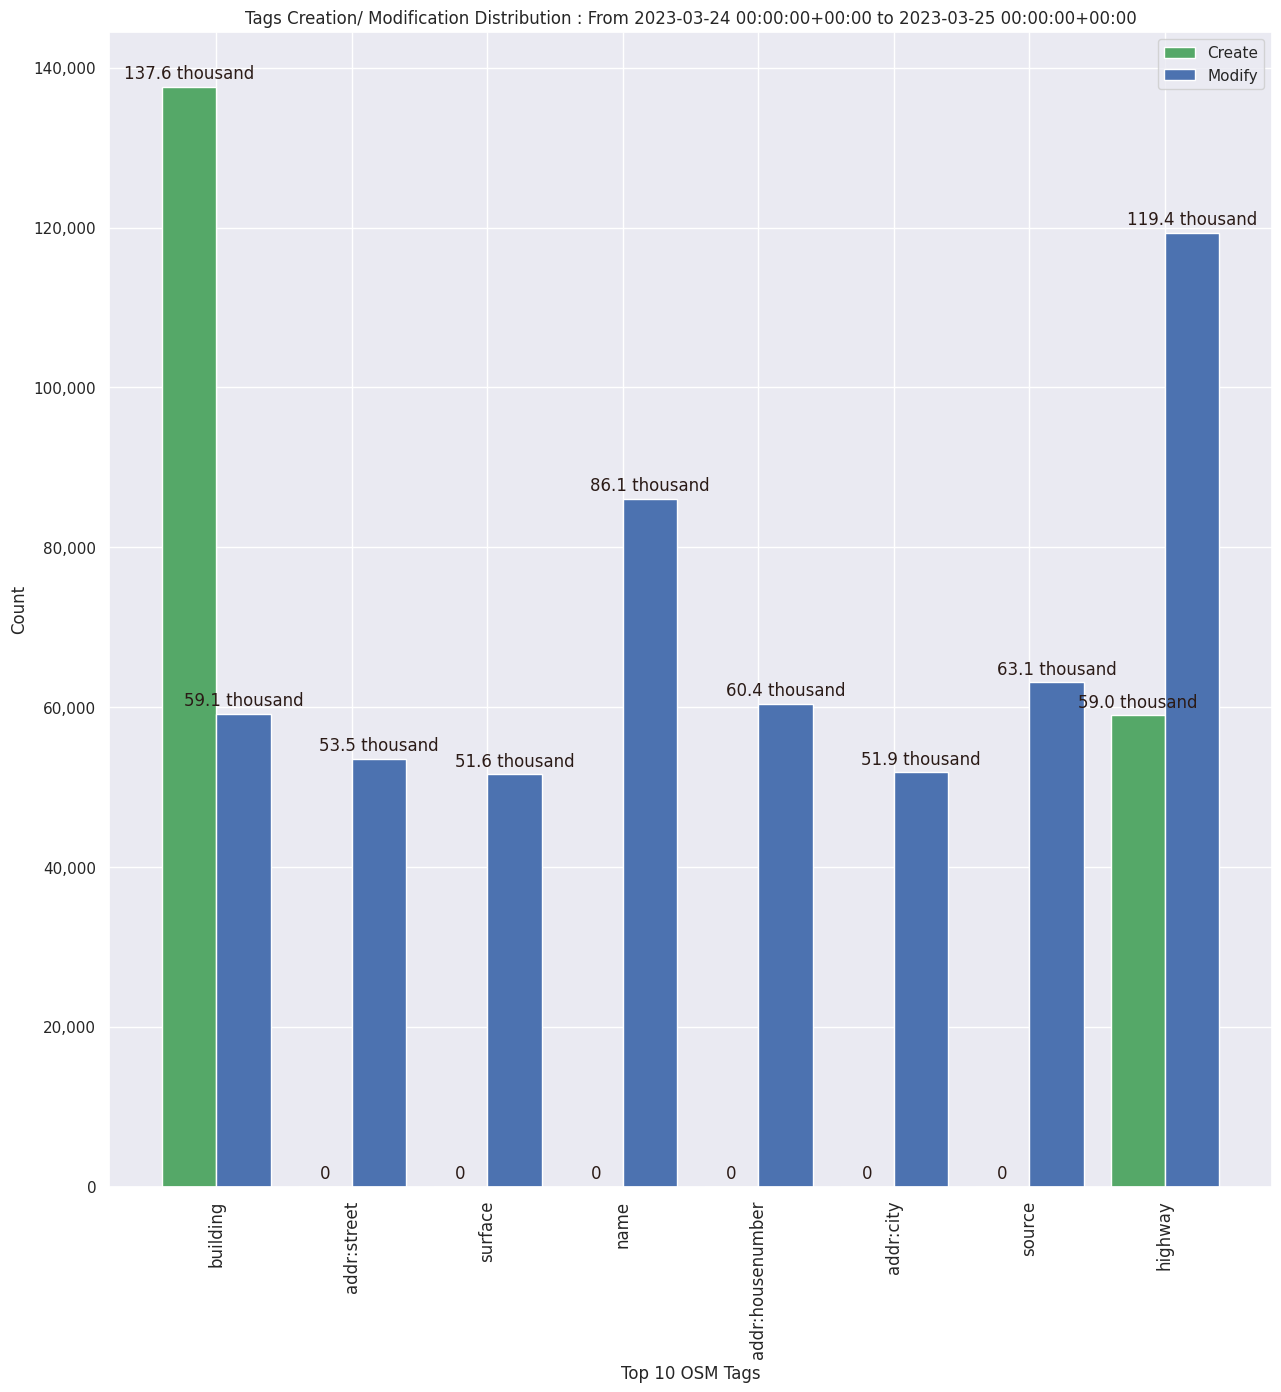 Tags Creation/ Modification Distribution : From 2023-03-24 00:00:00+00:00 to 2023-03-25 00:00:00+00:00
Create
Modify
140,000
120,000
100,000
80,000
60,000
40,000
20,000
0
Count
137.6 thousand
59.1 thousand
0
53.5 thousand
0
51.6 thousand
0
86.1 thousand
0
60.4 thousand
0
51.9 thousand
0
63.1 thousand
59.0 thousand
119.4 thousand
building
addr:street
surface
name
addr:housenumber
addr:city
source
highway
Top 10 OSM Tags